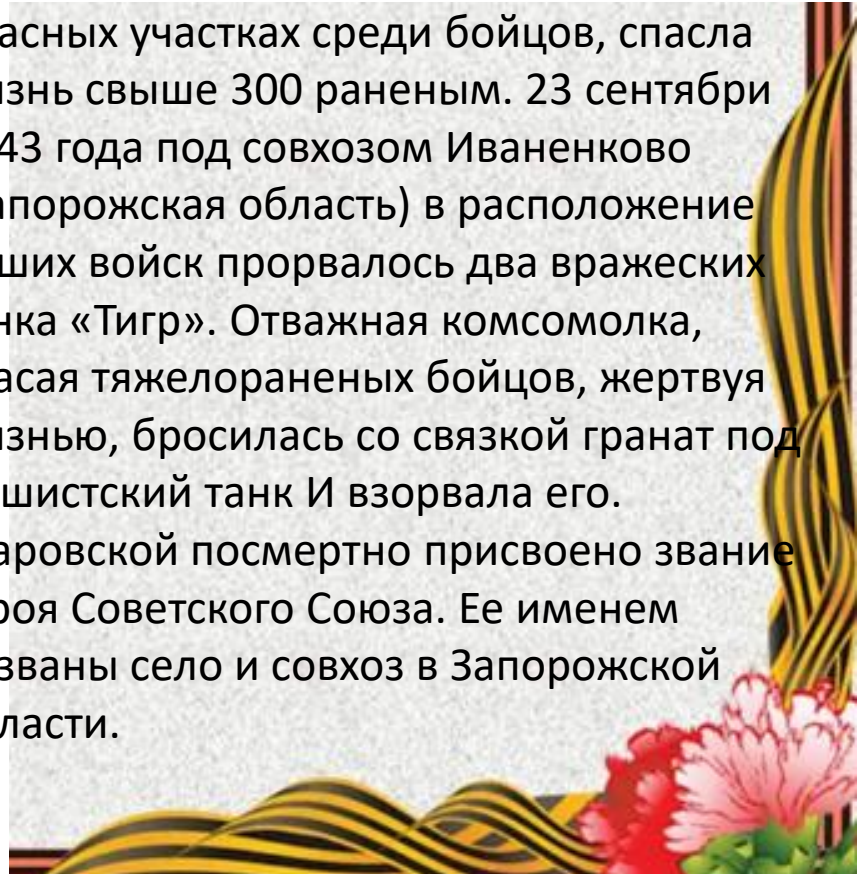 асных участках среди бойцов, спасла
знь свыше 300 раненым. 23 сентябри
43 года под совхозом Иваненково
апорожская область) в расположение
ших войск прорвалось два вражеских
нка «Тигр». Отважная комсомолка,
асая тяжелораненых бойцов, жертвуя
знью, бросилась со связкой гранат под
шистский танк И взорвала его.
аровской посмертно присвоено звание
роя Советского Союза. Ее именем
званы село и совхоз в Запорожской
ласти.